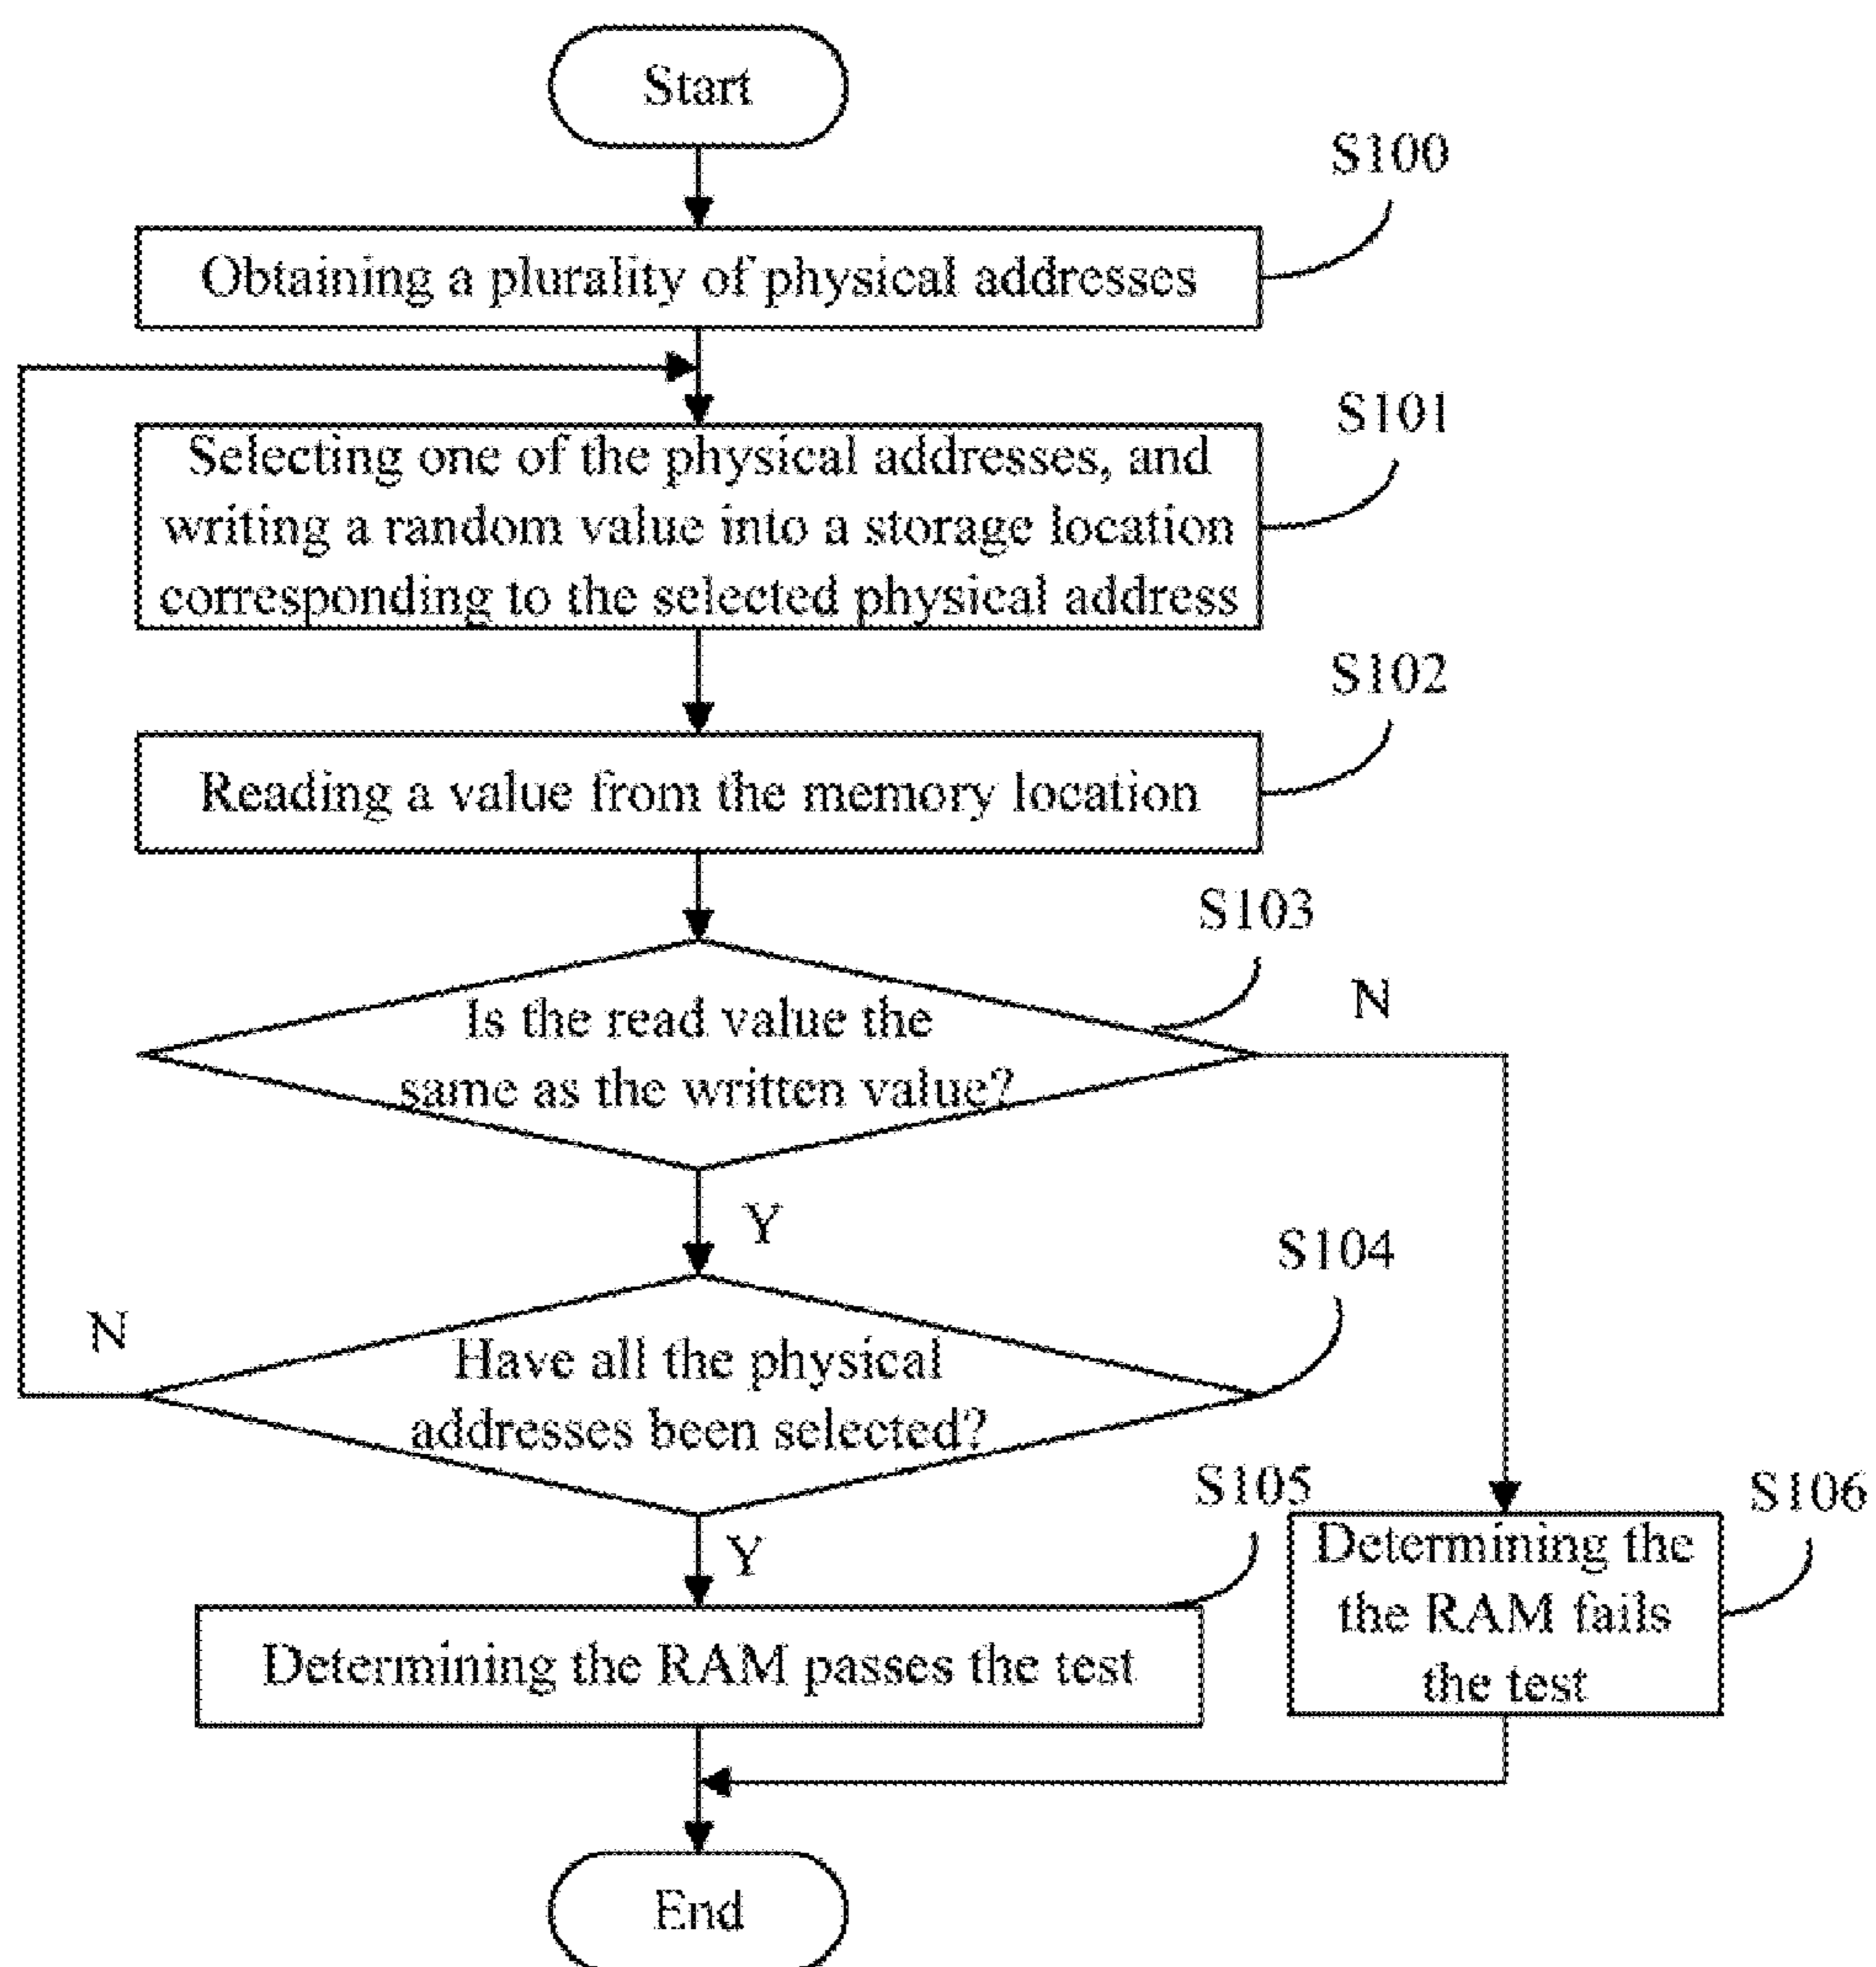 Start
S100
Obtaining a plurality of physical addresses
S101
Selecting one of the physical addresses, and
writing a random value into a storage location
corresponding to the selected physical address
S102
Reading a value from the memory location
S103
N
Is the read value the
same as the written value?
Y
S104
N
Have all the physical
addresses been selected?
Y
S105
S106
Determining the RAM passes the test
Determining the
the RAM fails
the test
End